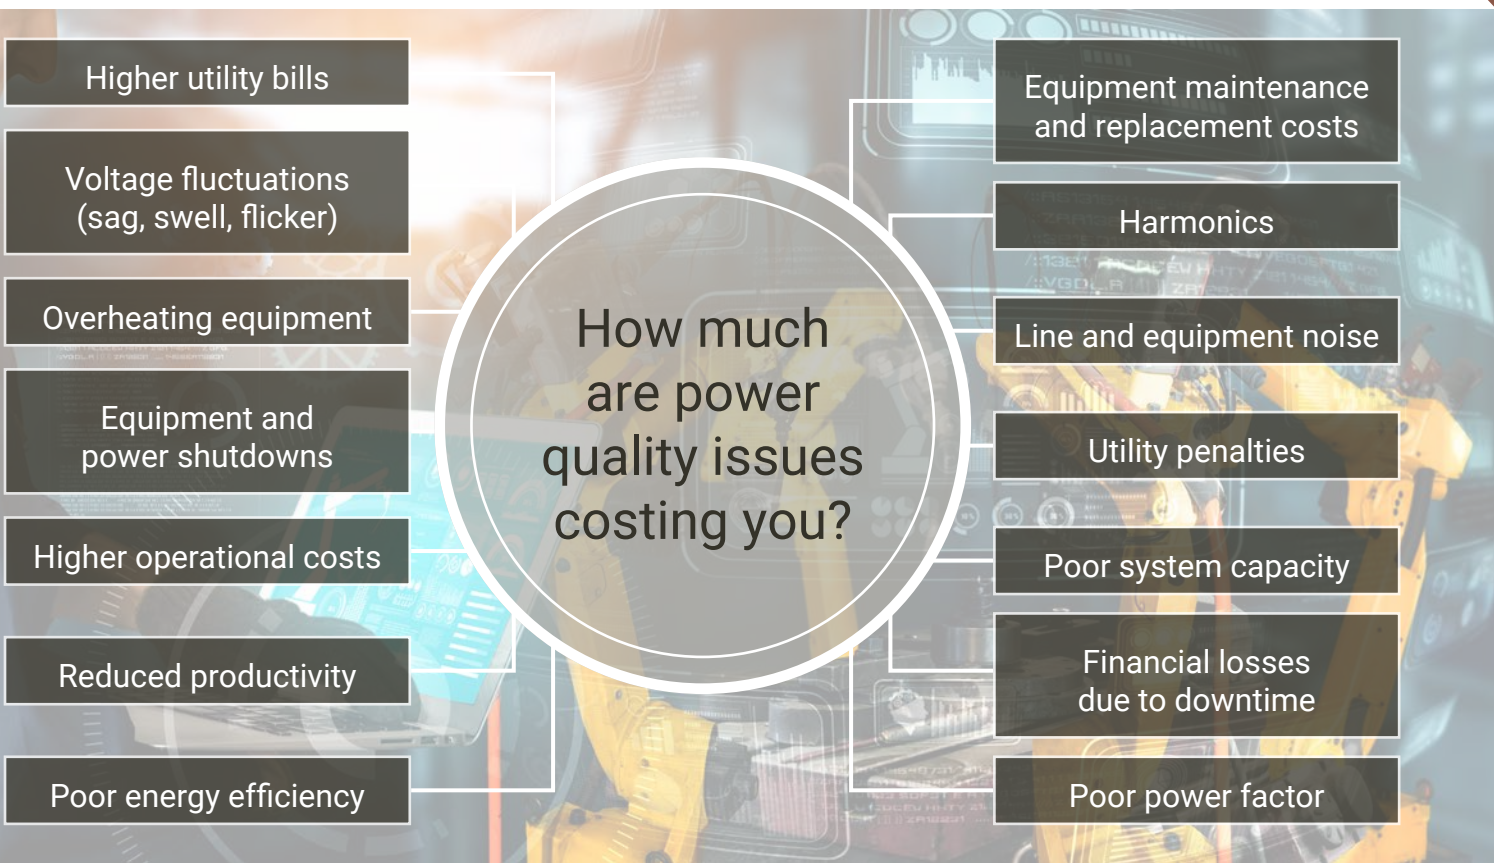 Higher utility bills
Voltage fluctuations
(sag, swell, flicker)
Overheating equipment
Equipment and
power shutdowns
Higher operational costs
Reduced productivity
Poor energy efficiency
How much
are power
quality issues
costing you?
Equipment maintenance
and replacement costs
Harmonics
Line and equipment noise
Utility penalties
Poor system capacity
Financial losses
due to downtime
Poor power factor